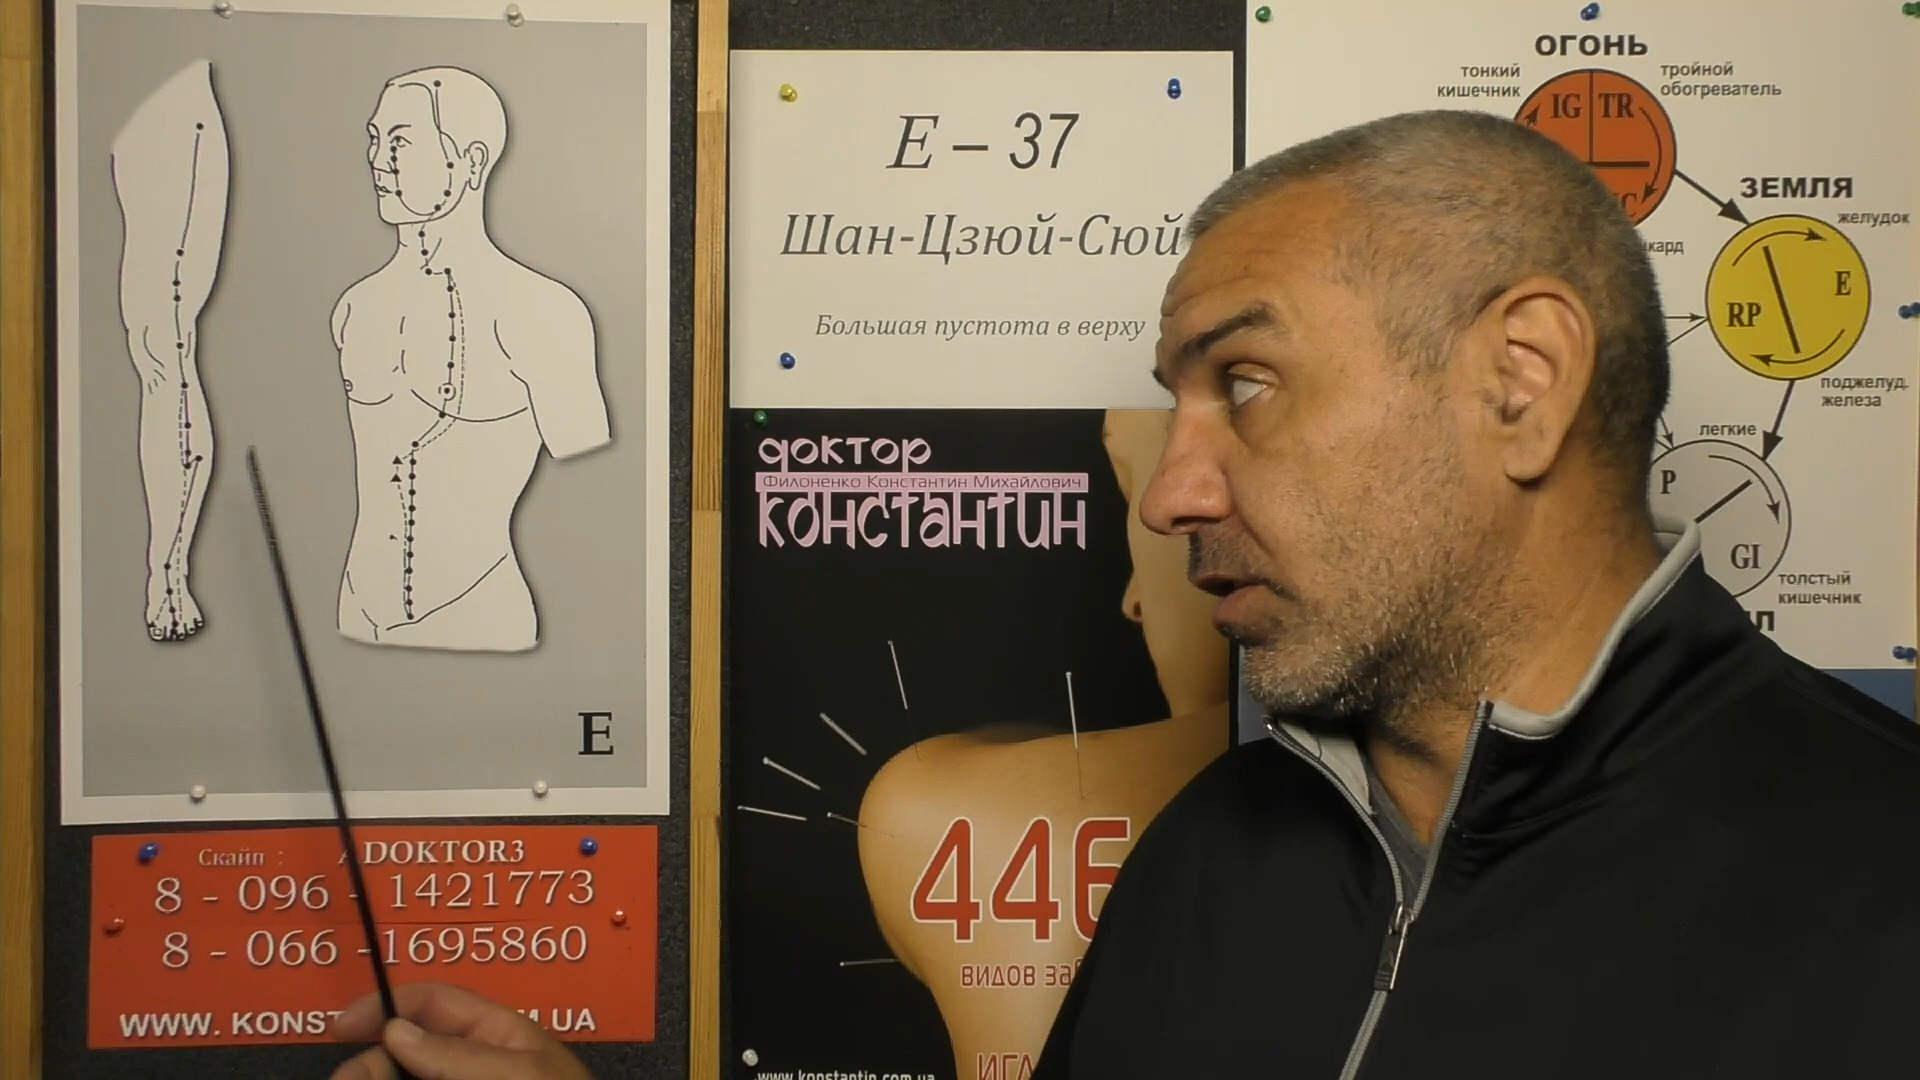 E
Скайп : ADOKTOR3
8 - 096 - 1421773
8 - 066 -1695860
WWW. KONST M.UA
E – 37
Шан-Цзюй-Сюй
Большая пустота в верху
доктор
Филоненко Константин Михайлович
константин
446
видов
www.konstantin.com.ua
ОГОНЬ
тонкий
кишечник
тройной
обогреватель
IG TR
ЗЕМЛЯ
желудок
RP E
поджелуд.
железа
легкие
P
GI
толстый
кишечник